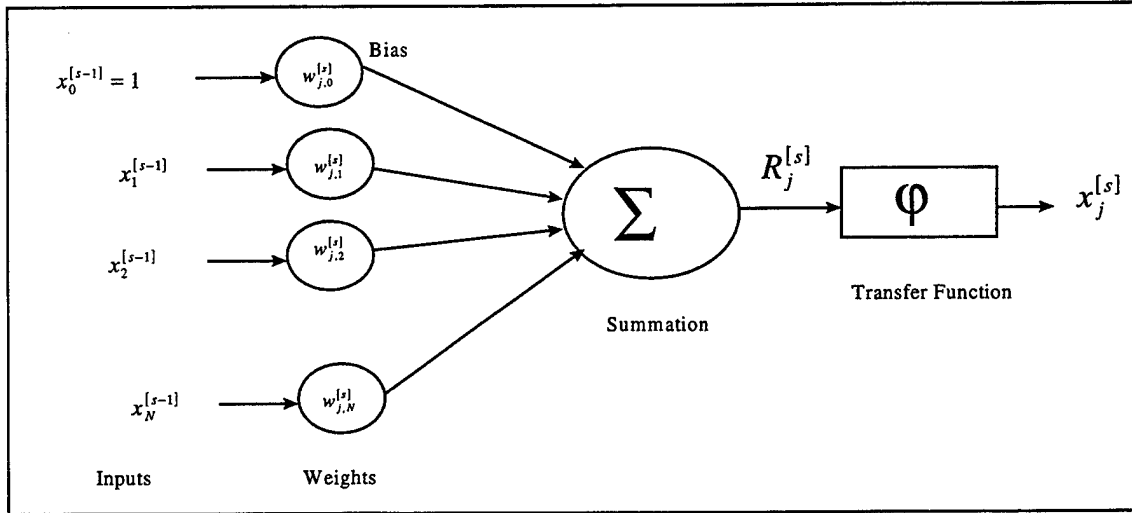 Bias
x_0^{[s-1]} = 1
w_{j,0}^{[s]}
x_1^{[s-1]}
w_{j,1}^{[s]}
x_2^{[s-1]}
w_{j,2}^{[s]}
x_N^{[s-1]}
w_{j,N}^{[s]}
Σ
R_j^{[s]}
φ
x_j^{[s]}
Transfer Function
Summation
Inputs
Weights